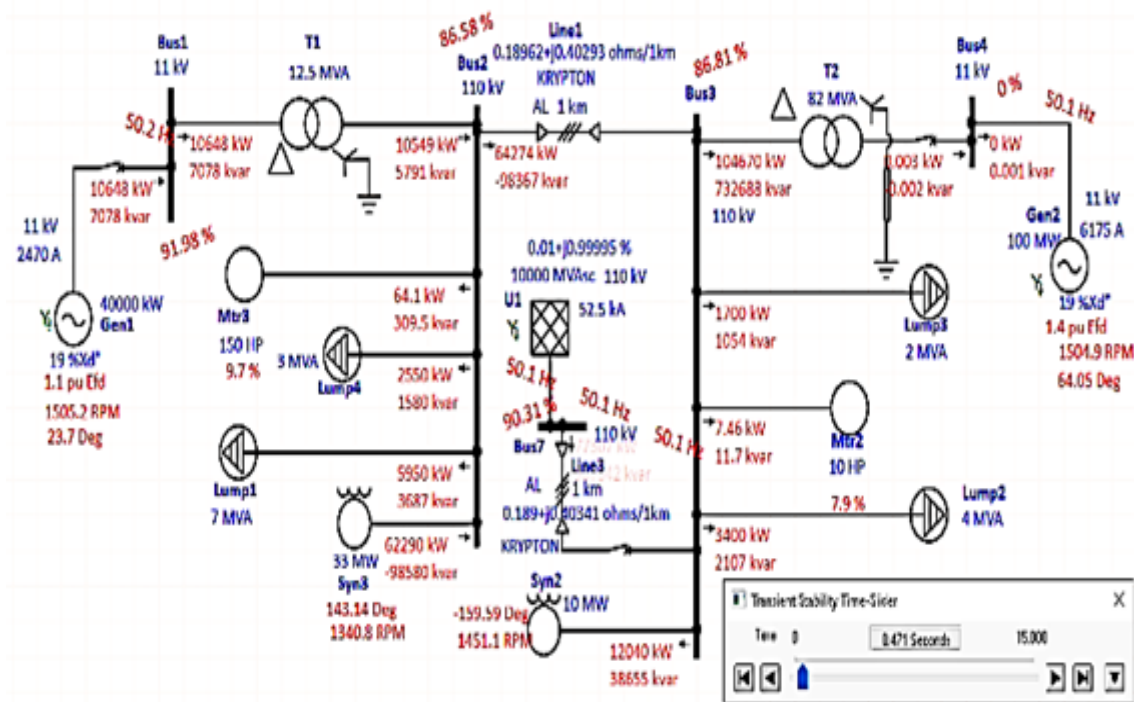 Bus1
11 kV
T1
12.5 MVA
86.58 %
Bus2
110 kV
Line1
0.18962+j0.40293 ohms/1km
KRYPTON
AL 1 km
86.81 %
Bus3
T2
82 MVA
Bus4
11 kV
0 %
50.1 Hz
50.2 Hz
10648 kW
7078 kvar
10549 kW
5791 kvar
64274 kW
-98367 kvar
104670 kW
732688 kvar
110 kV
0.002 kvar
0 kW
0.001 kvar
10648 kW
7078 kvar
11 kV
2470 A
91.98 %
11 kV
6175 A
Gen2
100 MW
0.01+j0.99995 %
10000 MVAsc 110 kV
U1
52.5 kA
40000 kW
Gen1
19 %Xd"
1.1 pu Efd
1505.2 RPM
23.7 Deg
Mtr3
150 HP
9.7 %
64.1 kW
309.5 kvar
3 MVA
Lump4
2550 kW
1580 kvar
1700 kW
1054 kvar
Lump3
2 MVA
19 %Xd"
1.4 pu Efd
1504.9 RPM
64.05 Deg
50.1 Hz
90.31 %
50.1 Hz
Bus7
110 kV
50.1 Hz
7.46 kW
11.7 kvar
Mtr2
10 HP
7.9 %
Lump1
7 MVA
5950 kW
3687 kvar
Line3
AL 1 km
0.189+j0.40341 ohms/1km
KRYPTON
Lump2
4 MVA
3400 kW
2107 kvar
33 MW
Syn3
62290 kW
-98580 kvar
143.14 Deg
1340.8 RPM
Syn2
10 MW
-159.59 Deg
1451.1 RPM
12040 kW
38655 kvar
Transient Stability Time-Slider
X
Time 0 0.471 Seconds 15.000